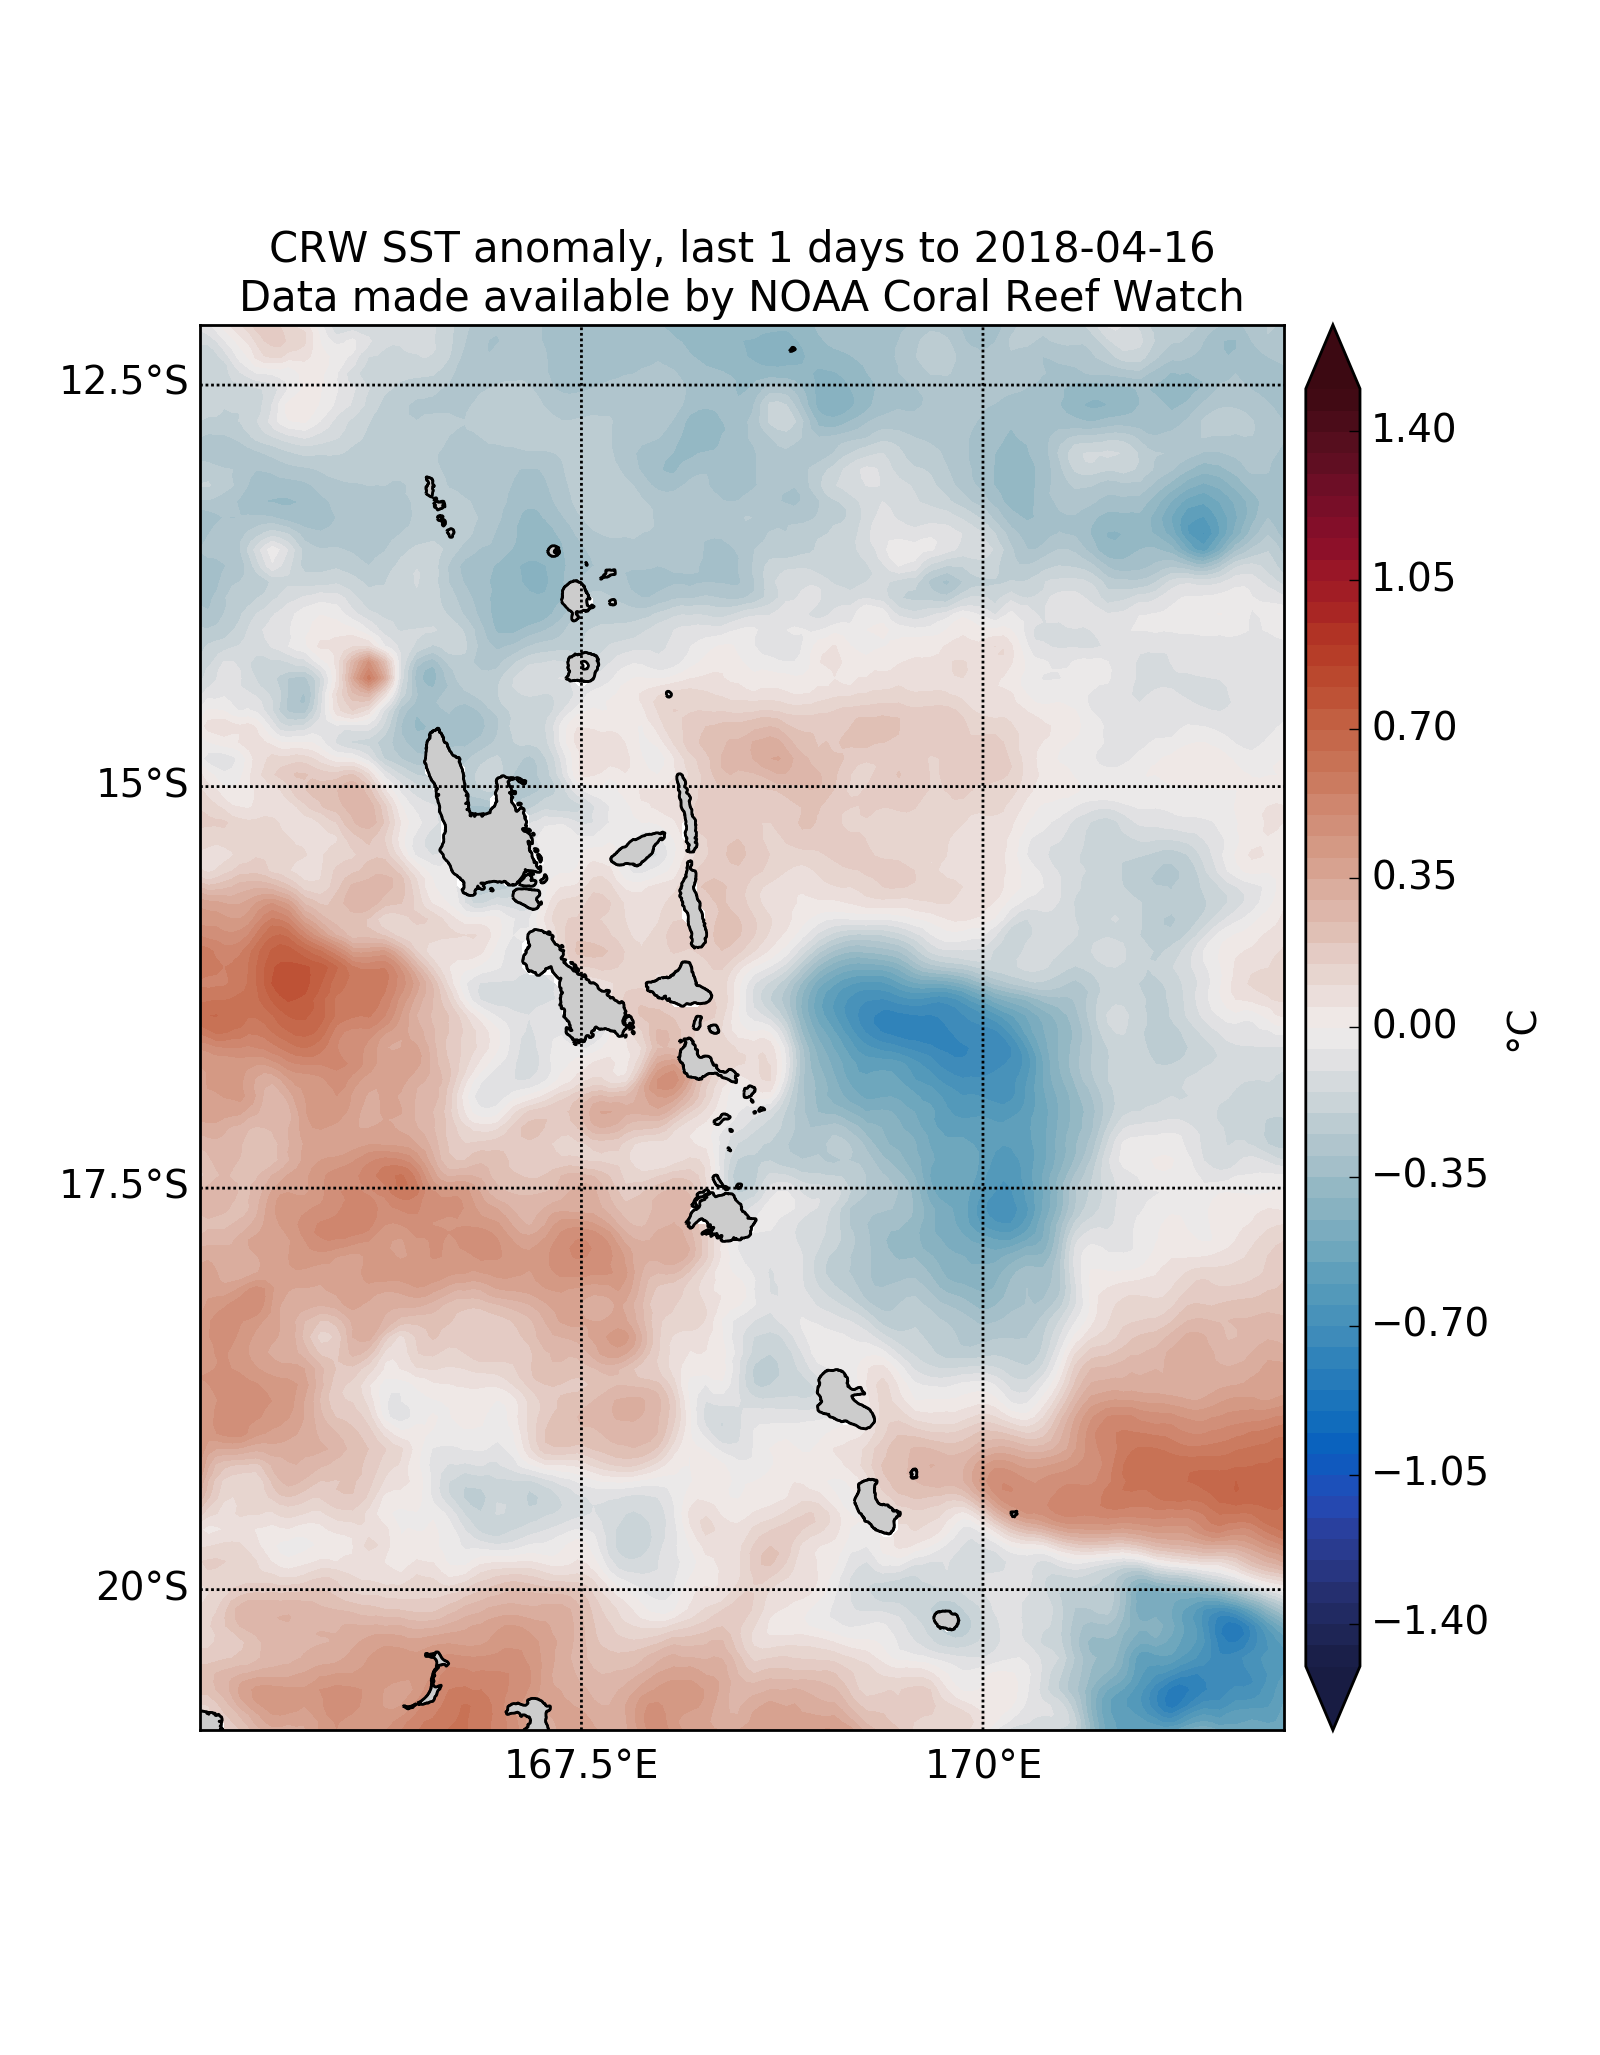 CRW SST anomaly, last 1 days to 2018-04-16
Data made available by NOAA Coral Reef Watch
12.5°S
15°S
17.5°S
20°S
167.5°E
170°E
1.40
1.05
0.70
0.35
0.00
−0.35
−0.70
−1.05
−1.40
°C